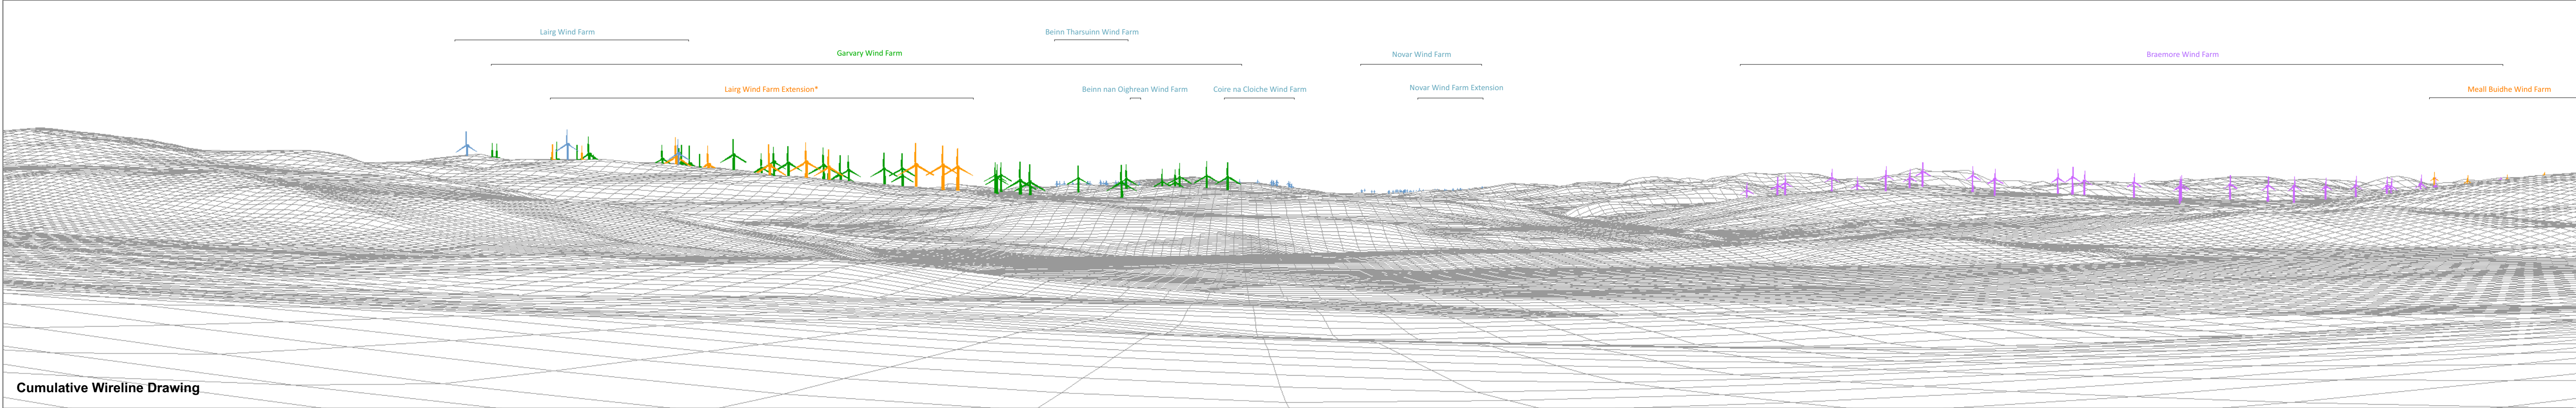 Lairg Wind Farm
Beinn Tharsuinn Wind Farm
Garvary Wind Farm
Novar Wind Farm
Braemore Wind Farm
Lairg Wind Farm Extension*
Beinn nan Oighrean Wind Farm
Coire na Cloiche Wind Farm
Novar Wind Farm Extension
Meall Buidhe Wind Farm
Cumulative Wireline Drawing